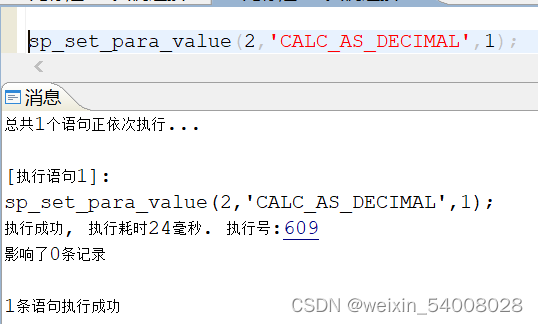 sp_set_para_value(2,'CALC_AS_DECIMAL',1);
消息
总共1个语句正依次执行...
[执行语句1]:
sp_set_para_value(2,'CALC_AS_DECIMAL',1);
执行成功, 执行耗时24毫秒. 执行号:609
影响了0条记录
1条语句执行成功
CSDN @weixin_54008028